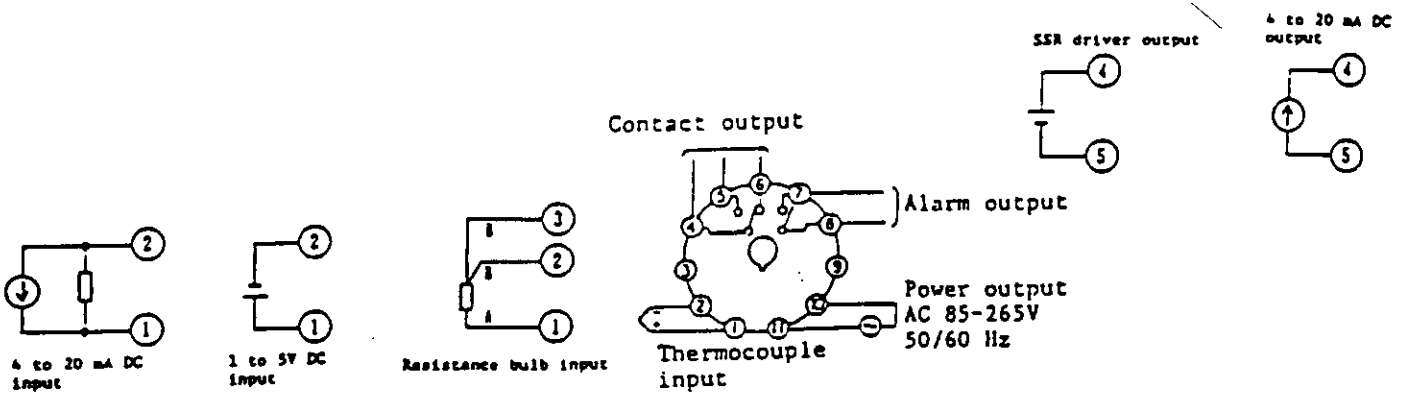 4 to 20 mA DC
output
SSR driver output
4
4
5
5
Contact output
6
5
7
4
8
Alarm output
3
9
2
10
1
11
-
+
Power output
AC 85-265V
50/60 Hz
Thermocouple
input
3
B
2
B
A
1
Resistance bulb input
2
1
1 to 5V DC
input
2
1
4 to 20 mA DC
input